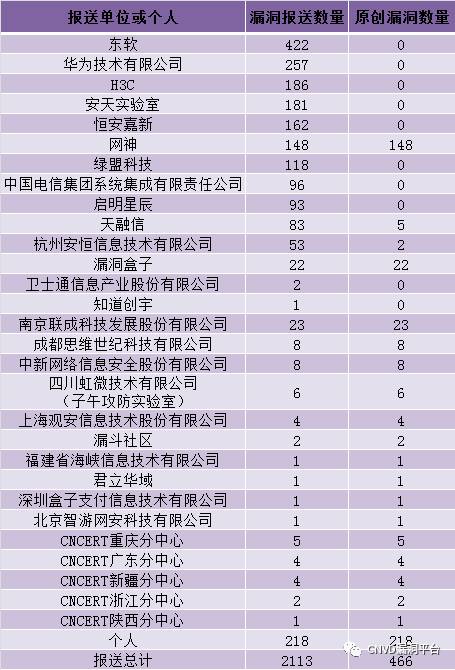 报送单位或个人 漏洞报送数量 原创漏洞数量
东软 422 0
华为技术有限公司 257 0
H3C 186 0
安天实验室 181 0
恒安嘉新 162 0
网神 148 148
绿盟科技 118 0
中国电信集团系统集成有限责任公司 96 0
启明星辰 93 0
天融信 83 5
杭州安恒信息技术有限公司 53 2
漏洞盒子 22 22
卫士通信息产业股份有限公司 2 0
知道创宇 1 0
南京联成科技发展股份有限公司 23 23
成都思维世纪科技有限公司 8 8
中新网络信息安全股份有限公司 8 8
四川虹微技术有限公司
（子午攻防实验室） 6 6
上海观安信息技术股份有限公司 4 4
漏斗社区 2 2
福建省海峡信息技术有限公司 1 1
君立华域 1 1
深圳盒子支付信息技术有限公司 1 1
北京智游网安科技有限公司 1 1
CNCERT重庆分中心 5 5
CNCERT广东分中心 4 4
CNCERT新疆分中心 4 4
CNCERT浙江分中心 2 2
CNCERT陕西分中心 1 1
个人 218 218
报送总计 2113 466
CNVD漏洞平台